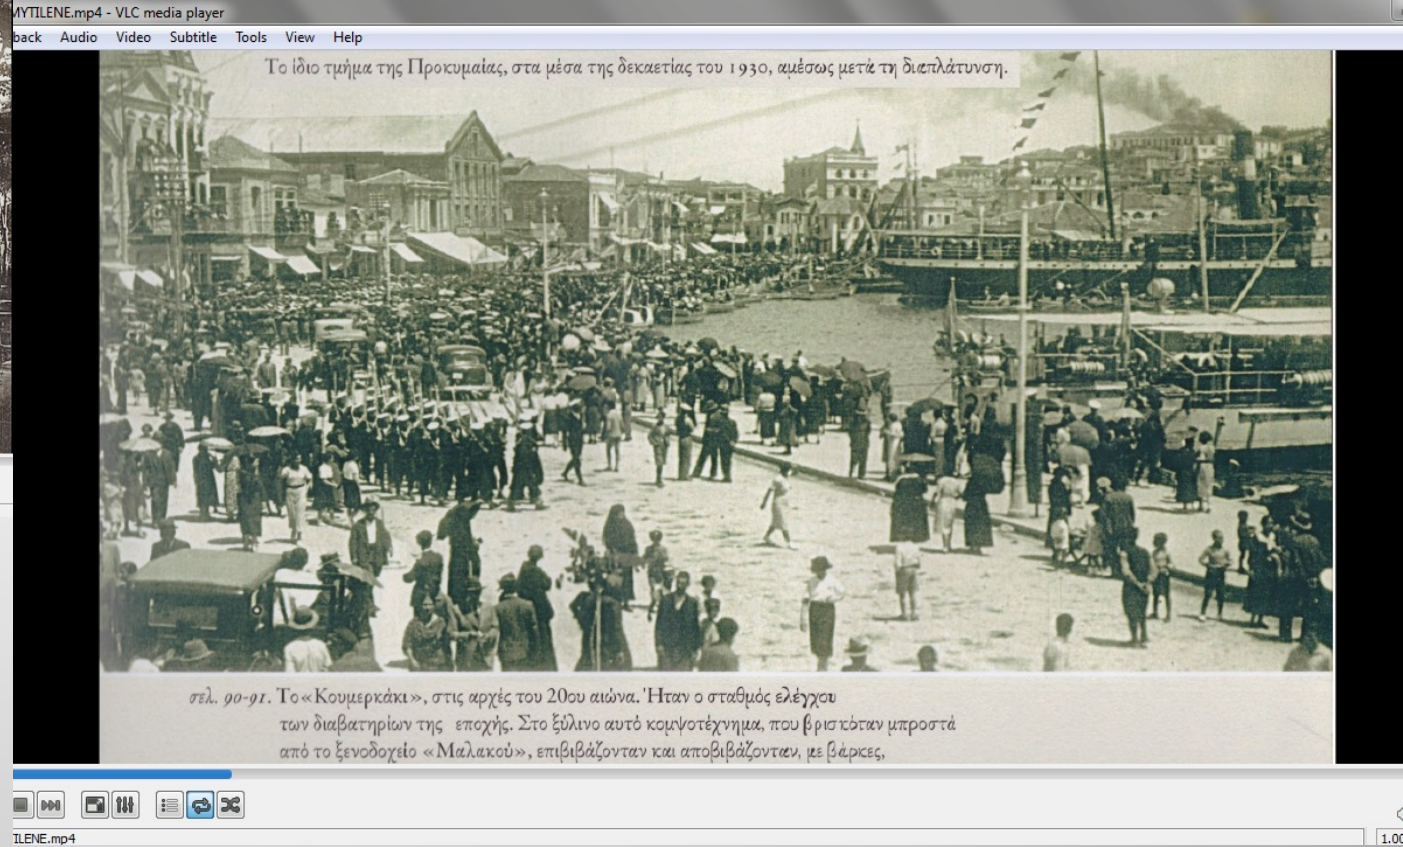 MYTILENE.mp4 - VLC media player
back Audio Video Subtitle Tools View Help
Το ίδιο τμήμα της Προκυμαίας, στα μέσα της δεκαετίας του 1930, αμέσως μετά τη διαπλάτυνση.
σελ. 90-91. Το «Κουμερκάκι», στις αρχές του 20ου αιώνα. Ήταν ο σταθμός ελέγχου
των διαβατηρίων της εποχής. Στο ξύλινο αυτό κομψοτέχνημα, που βρισκόταν μπροστά
από το ξενοδοχείο «Μαλακού», επιβιβάζονταν και αποβιβάζονταν, με βάρκες,
TILENE.mp4
1.00